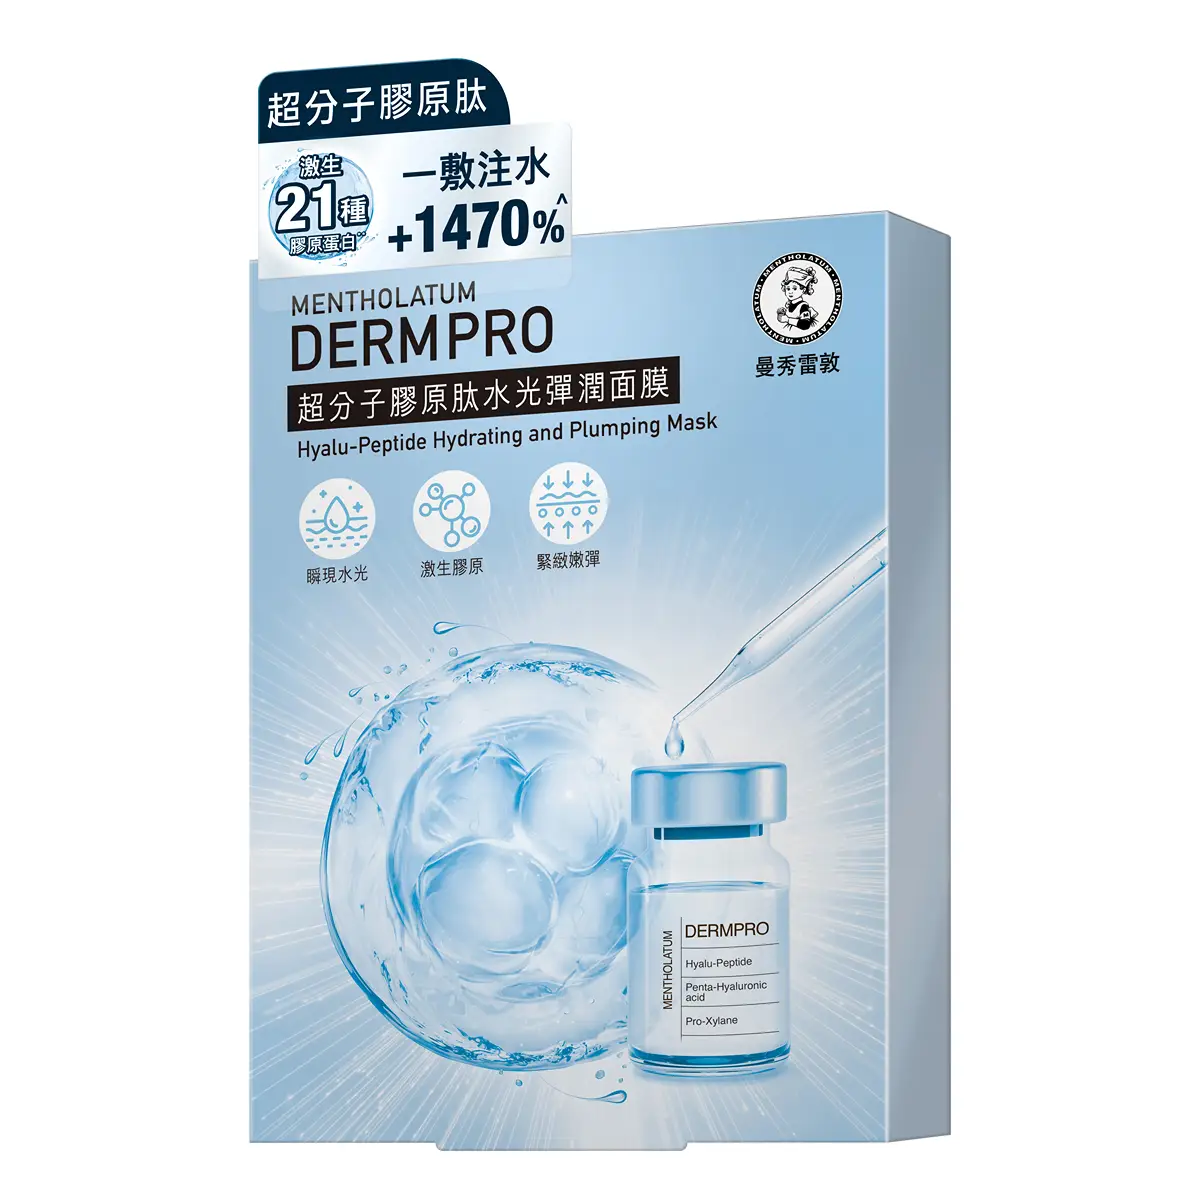 超分子膠原肽
激生
21種
膠原蛋白**
一敷注水
+1470%^
MENTHOLATUM
DERMPRO
超分子膠原肽水光彈潤面膜
Hyalu-Peptide Hydrating and Plumping Mask
MENTHOLATUM • MENTHOLATUM • MENTHOLATUM •
曼秀雷敦
瞬現水光
激生膠原
緊緻嫩彈
MENTHOLATUM
DERMPRO
Hyalu-Peptide
Penta-Hyaluronic
acid
Pro-Xylane